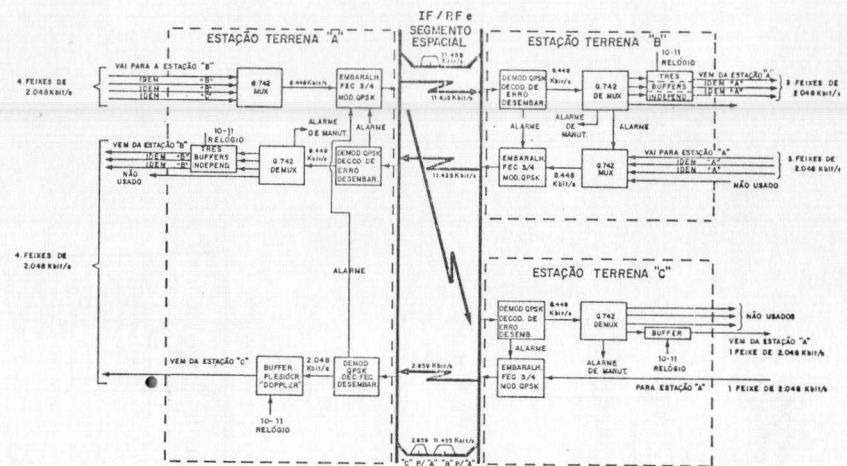 IF/RF e
SEGMENTO
ESPACIAL
ESTAÇÃO TERRENA "A"
VAI PARA A ESTAÇÃO "B"
IDEM "B"
IDEM "B"
IDEM "B"
4. FEIXES DE
2.048 Kbit/s
G.742
MUX
8.448 Kbit/s
EMBARALH.
FEC 3/4
MOD. QPSK
ALARME
DE MANUT.
ALARME
ALARME
10-11
RELÓGIO
VEM DA ESTAÇÃO "B"
IDEM "B"
IDEM "B"
NÃO
USADO
TRES
BUFFERS
INDEPEND.
G.742
DEMUX
8.448
Kbit/s
DEMOD QPSK
DECOD. DE
ERRO
DESEMBAR.
4. FEIXES DE
2.048 Kbit/s
ALARME
VEM DA ESTAÇÃO "C"
BUFFER
PLESIÓCR.
"DOPPLER"
10-11
RELÓGIO
2.048
Kbit/s
DEMOD
QPSK
DEC. FEC
DESEMBAR.
11.435 Kbit/s
11.435 Kbit/s
2.859 Kbit/s
2.859 11.435 Kbit/s
"C" P/"A" "B" P/"A"
ESTAÇÃO TERRENA "B"
DEMOD QPSK
DECOD. DE
ERRO
DESEMBAR.
8.448
Kbit/s
G.742
DE MUX
10-11
RELÓGIO
TRES
BUFFERS
INDEPEND.
VEM DA ESTAÇÃO "A"
IDEM "A"
IDEM "A"
3. FEIXES DE
2.048 Kbit/s
ALARME
ALARME
DE MANUT.
ALARME
EMBARALH.
FEC 3/4
MOD. QPSK
8.448
Kbit/s
G.742
MUX
VAI PARA ESTAÇÃO "A"
IDEM "A"
IDEM "A"
NÃO USADO
3. FEIXES DE
2.048 Kbit/s
ESTAÇÃO TERRENA "C"
DEMOD QPSK
DECOD. DE
ERRO
DESEMB.
8.448
Kbit/s
G.742
DEMUX
NÃO USADOS
BUFFER
VEM DA ESTAÇÃO "A"
1 FEIXE DE 2.048 Kbit/s
ALARME
EMBARALH.
FEC 3/4
MOD. QPSK
ALARME
DE MANUT.
10-11
RELÓGIO
PARA ESTAÇÃO "A"
1 FEIXE DE 2.048 Kbit/s